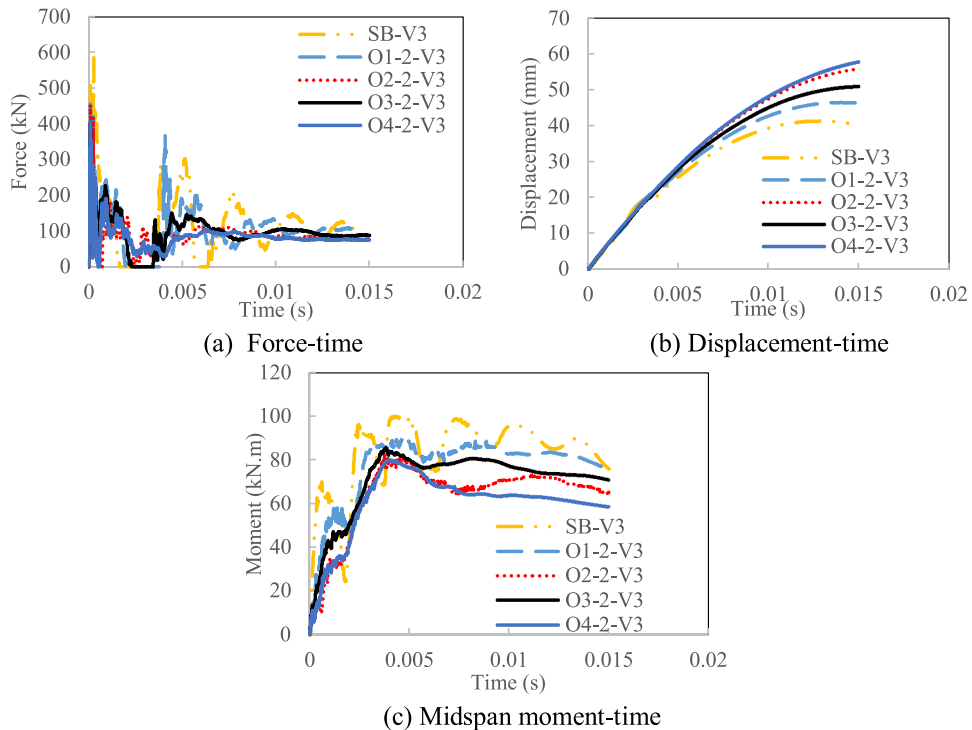 700
600
500
400
300
200
100
0
Force (kN)
0
0.005
0.01
0.015
0.02
Time (s)
SB-V3
O1-2-V3
O2-2-V3
O3-2-V3
O4-2-V3
(a) Force-time
70
60
50
40
30
20
10
0
Displacement (mm)
0
0.005
0.01
0.015
0.02
Time (s)
SB-V3
O1-2-V3
O2-2-V3
O3-2-V3
O4-2-V3
(b) Displacement-time
120
100
80
60
40
20
0
Moment (kN.m)
0
0.005
0.01
0.015
0.02
Time (s)
SB-V3
O1-2-V3
O2-2-V3
O3-2-V3
O4-2-V3
(c) Midspan moment-time